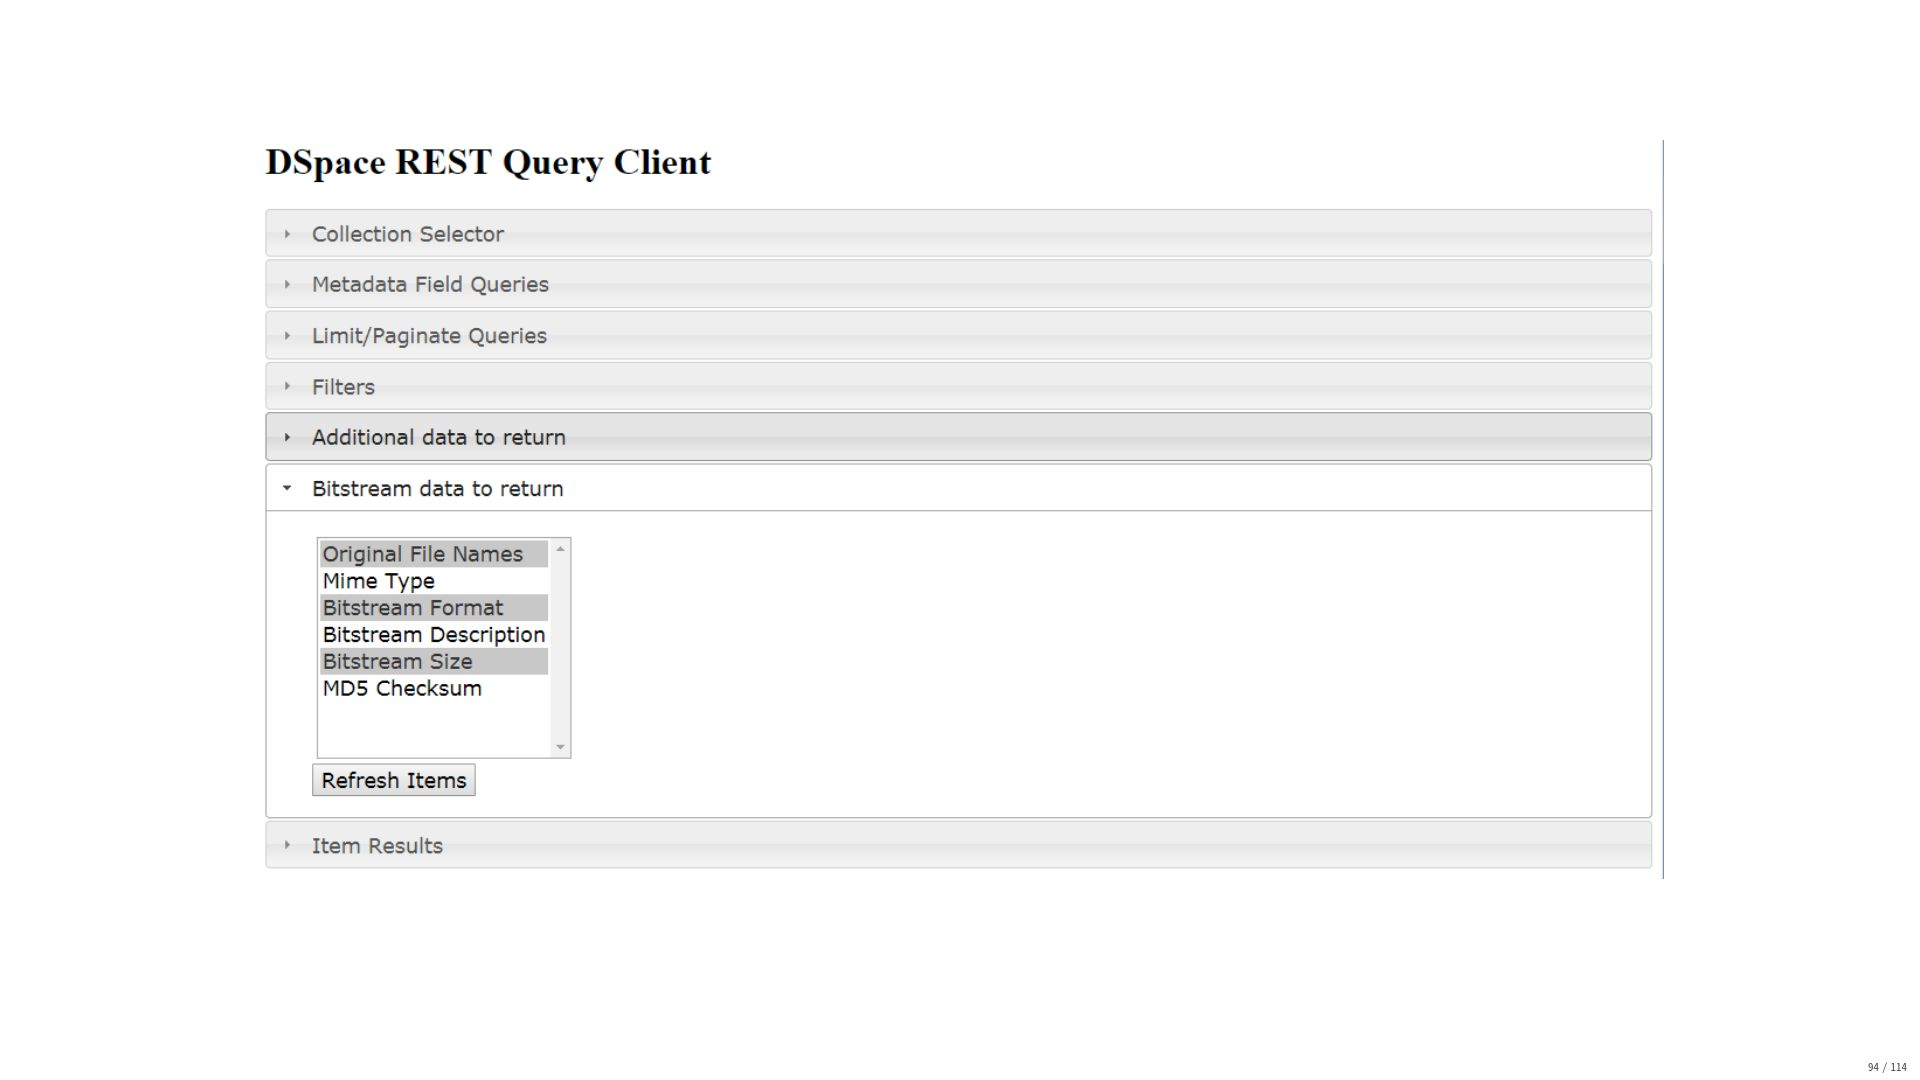 DSpace REST Query Client
Collection Selector
Metadata Field Queries
Limit/Paginate Queries
Filters
Additional data to return
Bitstream data to return
Original File Names
Mime Type
Bitstream Format
Bitstream Description
Bitstream Size
MD5 Checksum
Refresh Items
Item Results
94 / 114